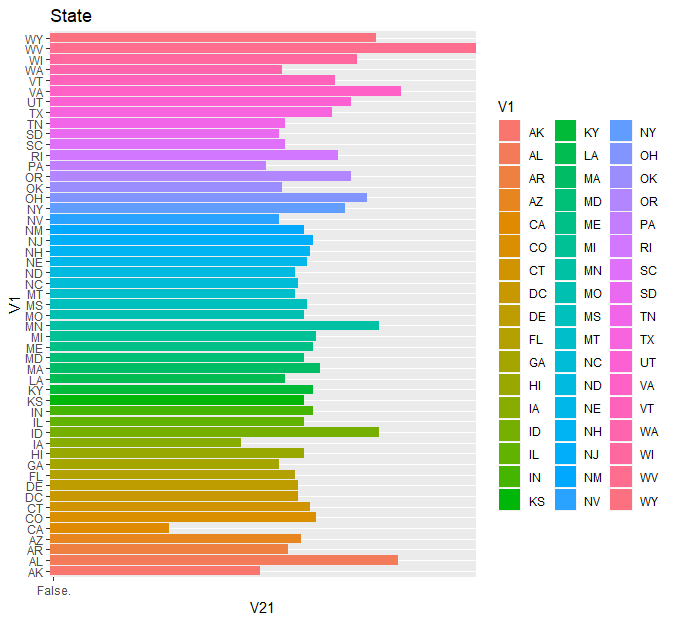 State
WY
WV
WI
WA
VT
VA
UT
TX
TN
SD
SC
RI
PA
OR
OK
OH
NY
NV
NM
NJ
NH
NE
ND
NC
MT
MS
MO
MN
MI
ME
MD
MA
LA
KY
KS
IN
IL
ID
IA
HI
GA
FL
DE
DC
CT
CO
CA
AZ
AR
AL
AK
V1
False.
V21
V1
AK KY NY
AL LA OH
AR MA OK
AZ MD OR
CA ME PA
CO MI RI
CT MN SC
DC MO SD
DE MS TN
FL MT TX
GA NC UT
HI ND VA
IA NE VT
ID NH WA
IL NJ WI
IN NM WV
KS NV WY